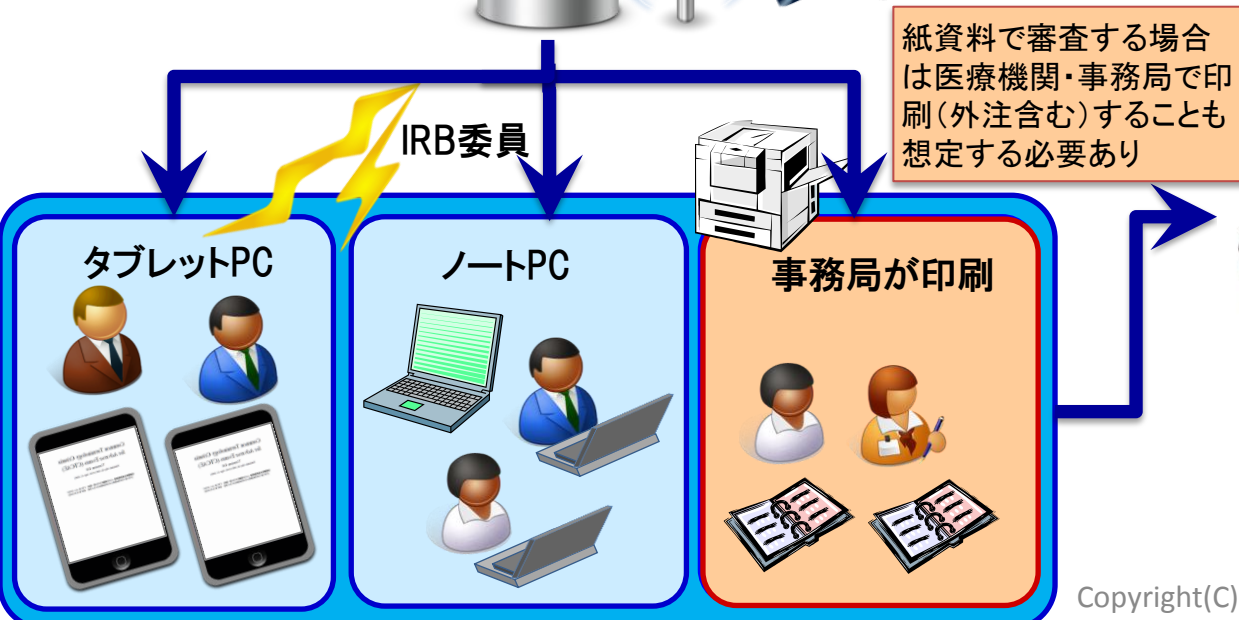 紙資料で審査する場合
は医療機関・事務局で印
刷（外注含む）することも
想定する必要あり
IRB委員
タブレットPC
ノートPC
事務局が印刷
Copyright(C)